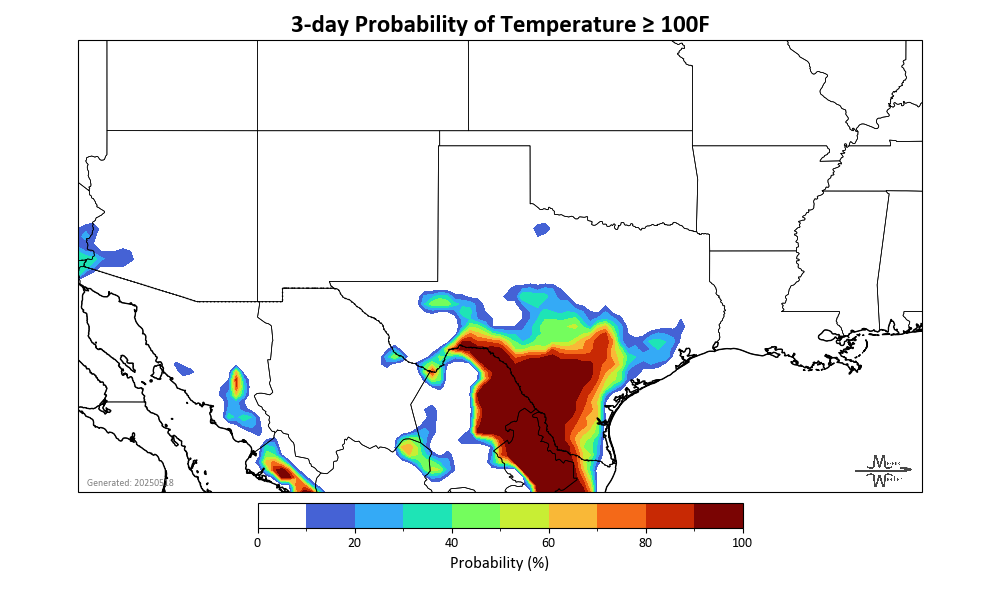 3-day Probability of Temperature ≥ 100F
Generated: 20250518
0 20 40 60 80 100
Probability (%)